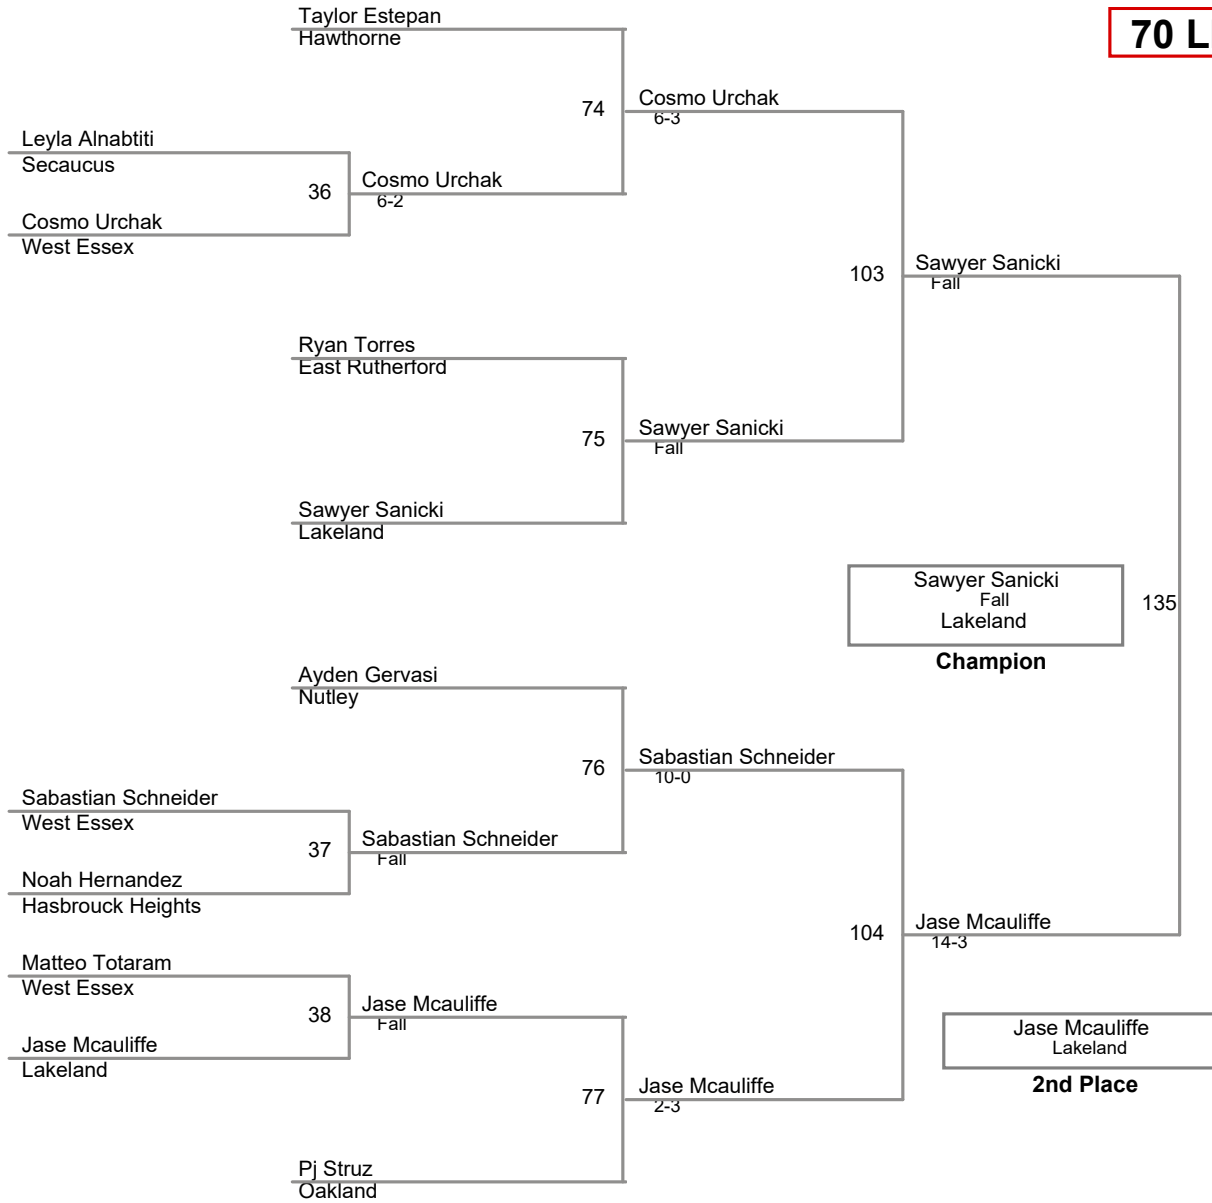 Taylor Estepan
Hawthorne
70 L
74
Cosmo Urchak
6-3
Leyla Alnabtiti
Secaucus
36
Cosmo Urchak
6-2
Cosmo Urchak
West Essex
103
Sawyer Sanicki
Fall
Ryan Torres
East Rutherford
75
Sawyer Sanicki
Fall
Sawyer Sanicki
Lakeland
Sawyer Sanicki
Fall
Lakeland
135
Champion
Ayden Gervasi
Nutley
76
Sabastian Schneider
10-0
Sabastian Schneider
West Essex
37
Sabastian Schneider
Fall
Noah Hernandez
Hasbrouck Heights
104
Jase Mcauliffe
14-3
Matteo Totaram
West Essex
38
Jase Mcauliffe
Fall
Jase Mcauliffe
Lakeland
Jase Mcauliffe
Lakeland
2nd Place
77
Jase Mcauliffe
2-3
Pj Struz
Oakland